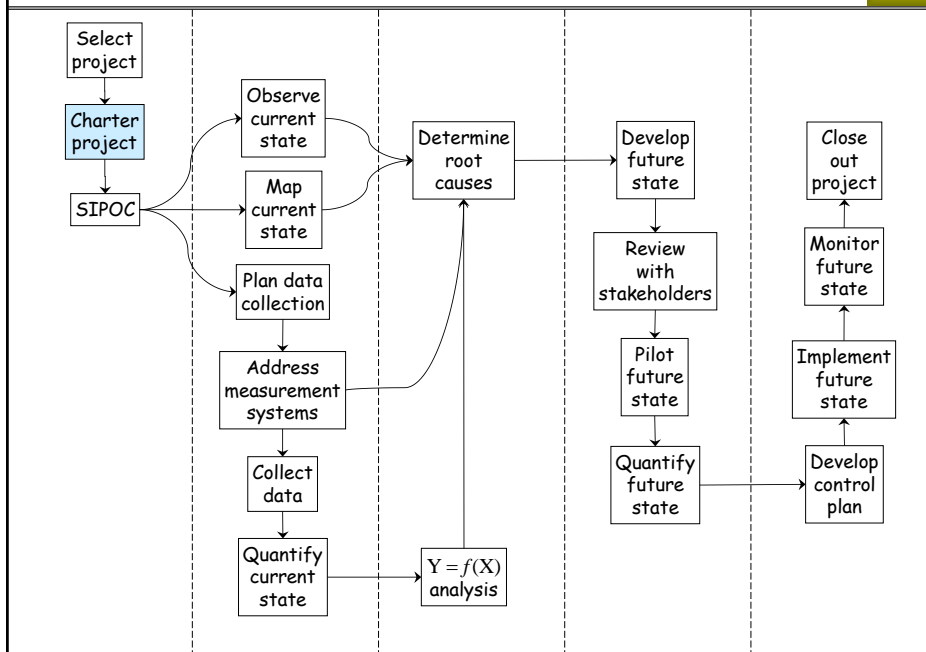 Select
project
Charter
project
SIPOC
Observe
current
state
Map
current
state
Plan data
collection
Address
measurement
systems
Collect
data
Quantify
current
state
Determine
root
causes
Y = f(X)
analysis
Develop
future
state
Review
with
stakeholders
Pilot
future
state
Quantify
future
state
Close
out
project
Monitor
future
state
Implement
future
state
Develop
control
plan